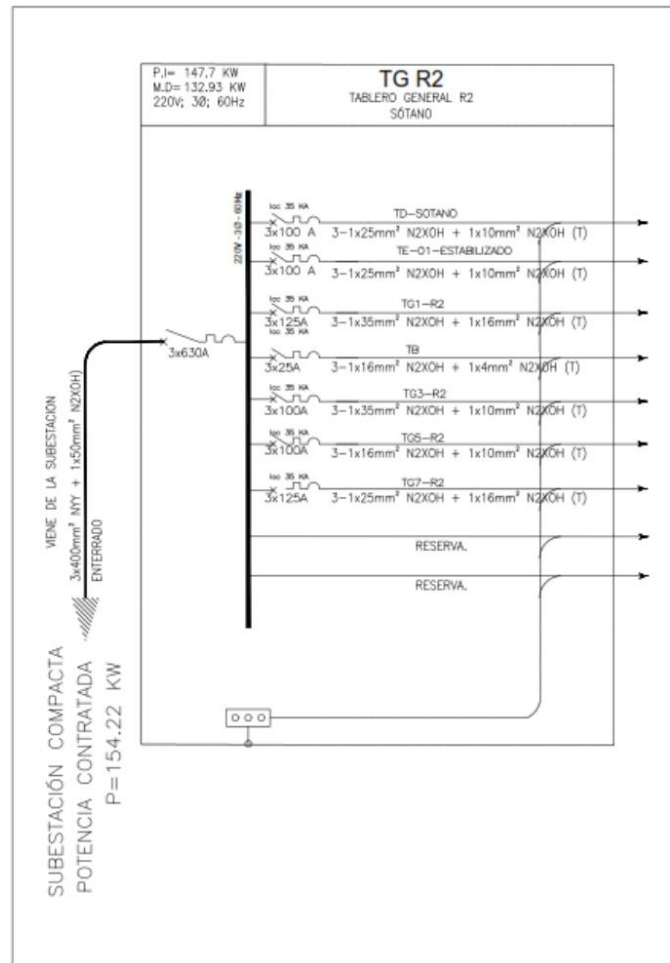 P.I= 147.7 KW
M.D= 132.93 KW
220V; 3Ø; 60Hz
TG R2
TABLERO GENERAL R2
SÓTANO
220V - 3Ø - 60Hz
Icc 35 KA
TD-SOTANO
3x100 A
3-1x25mm² N2XOH + 1x10mm² N2XOH (T)
Icc 35 KA
TE-01-ESTABILIZADO
3x100 A
3-1x25mm² N2XOH + 1x10mm² N2XOH (T)
Icc 35 KA
TG1-R2
3x125A
3-1x35mm² N2XOH + 1x16mm² N2XOH (T)
Icc 35 KA
TB
3x25A
3-1x16mm² N2XOH + 1x4mm² N2XOH (T)
Icc 35 KA
TG3-R2
3x100A
3-1x35mm² N2XOH + 1x10mm² N2XOH (T)
Icc 35 KA
TG5-R2
3x100A
3-1x16mm² N2XOH + 1x10mm² N2XOH (T)
Icc 35 KA
TG7-R2
3x125A
3-1x25mm² N2XOH + 1x16mm² N2XOH (T)
RESERVA.
RESERVA.
3x630A
VIENE DE LA SUBESTACION
3x400mm² NYY + 1x50mm² N2XOH)
ENTERRADO
SUBESTACIÓN COMPACTA
POTENCIA CONTRATADA
P=154.22 KW